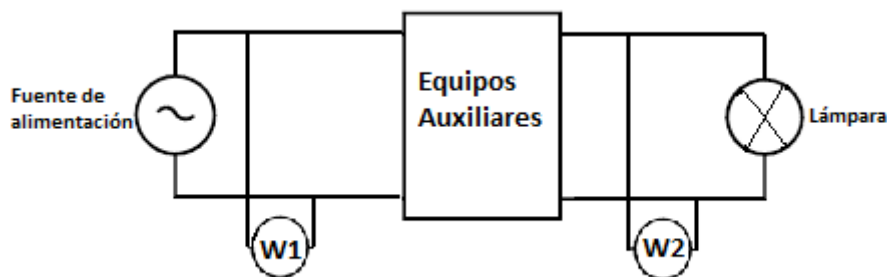 Fuente de
alimentación
Equipos
Auxiliares
Lámpara
W1
W2